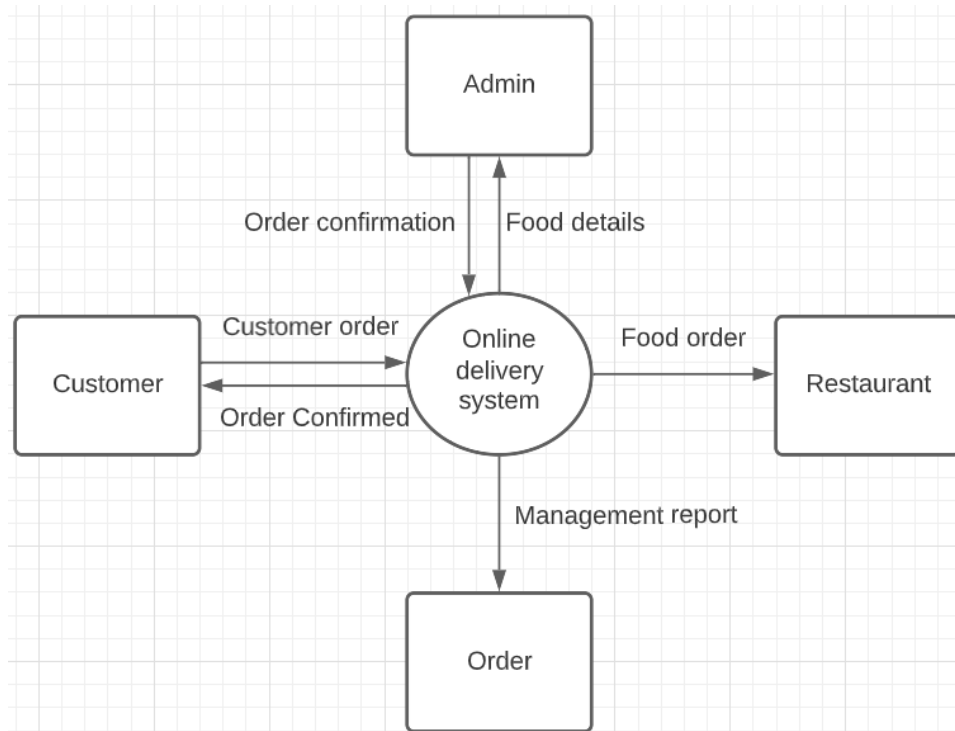 Admin
Order confirmation
Food details
Customer order
Online
delivery
system
Food order
Customer
Restaurant
Order Confirmed
Management report
Order